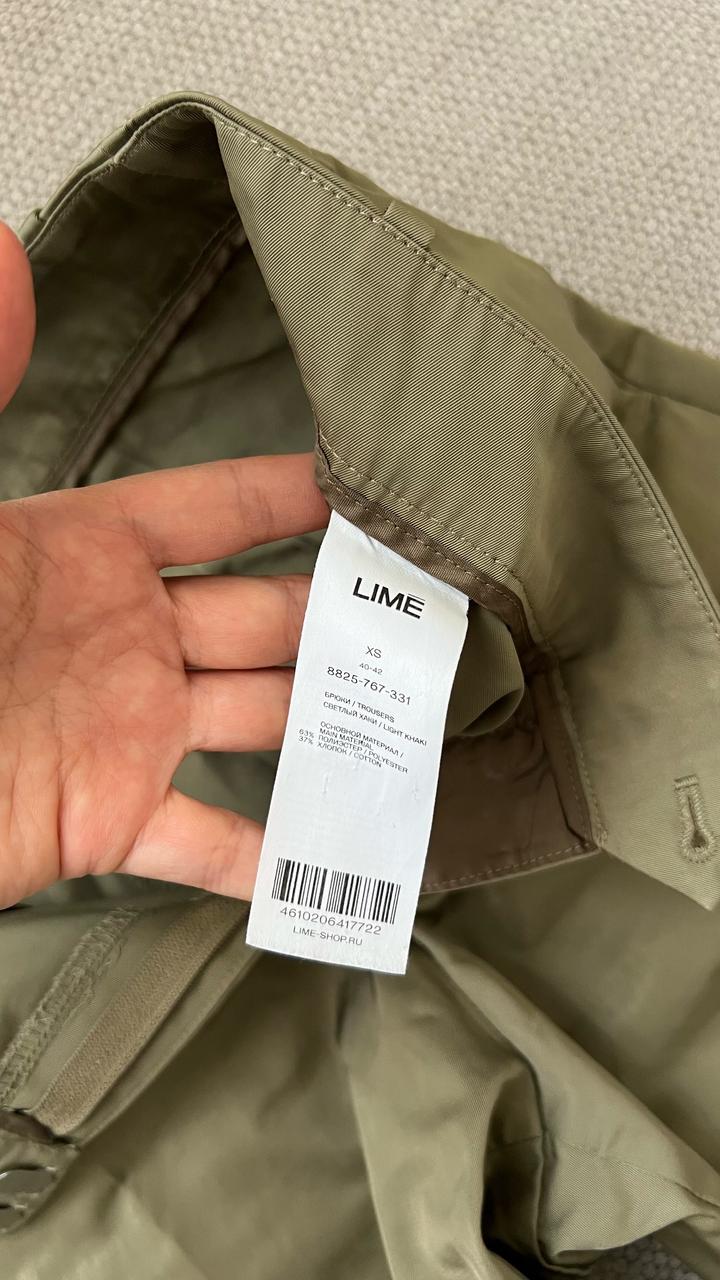 LIMĒ
XS
40-42
8825-767-331
БРЮКИ / TROUSERS
СВЕТЛЫЙ ХАКИ / LIGHT KHAKI
ОСНОВНОЙ МАТЕРИАЛ /
MAIN MATERIAL
63% ПОЛИЭСТЕР / POLYESTER
37% ХЛОПОК / COTTON
4610206417722
LIME-SHOP.RU